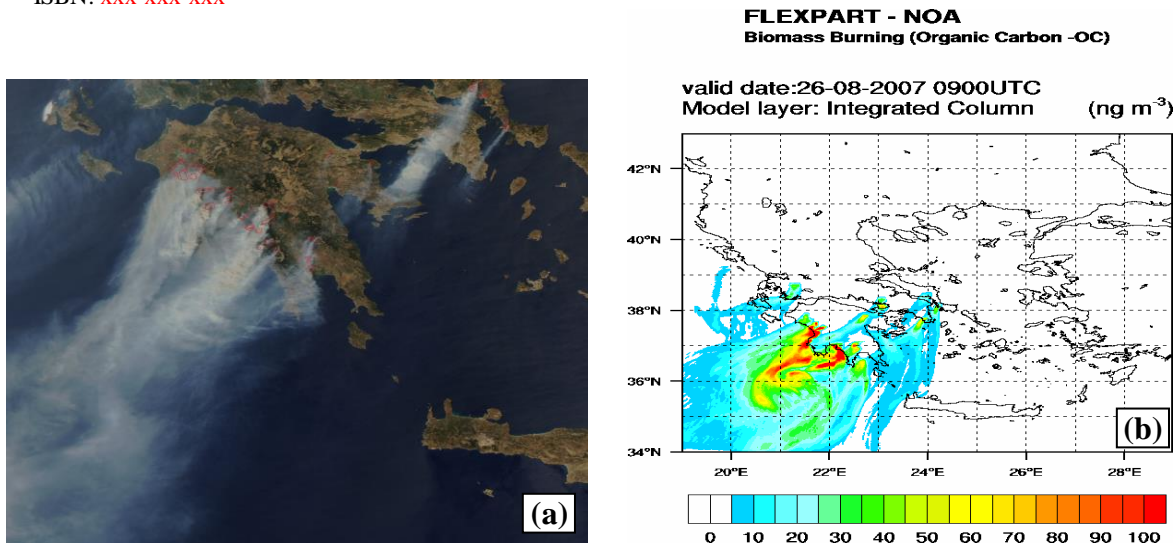 ISBN: xxx-xxx-xxx
FLEXPART - NOA
Biomass Burning (Organic Carbon -OC)
valid date:26-08-2007 0900UTC
Model layer: Integrated Column (ng m⁻³)
42°N
40°N
38°N
36°N
34°N
20°E 22°E 24°E 26°E 28°E
(a)
(b)
0 10 20 30 40 50 60 70 80 90 100